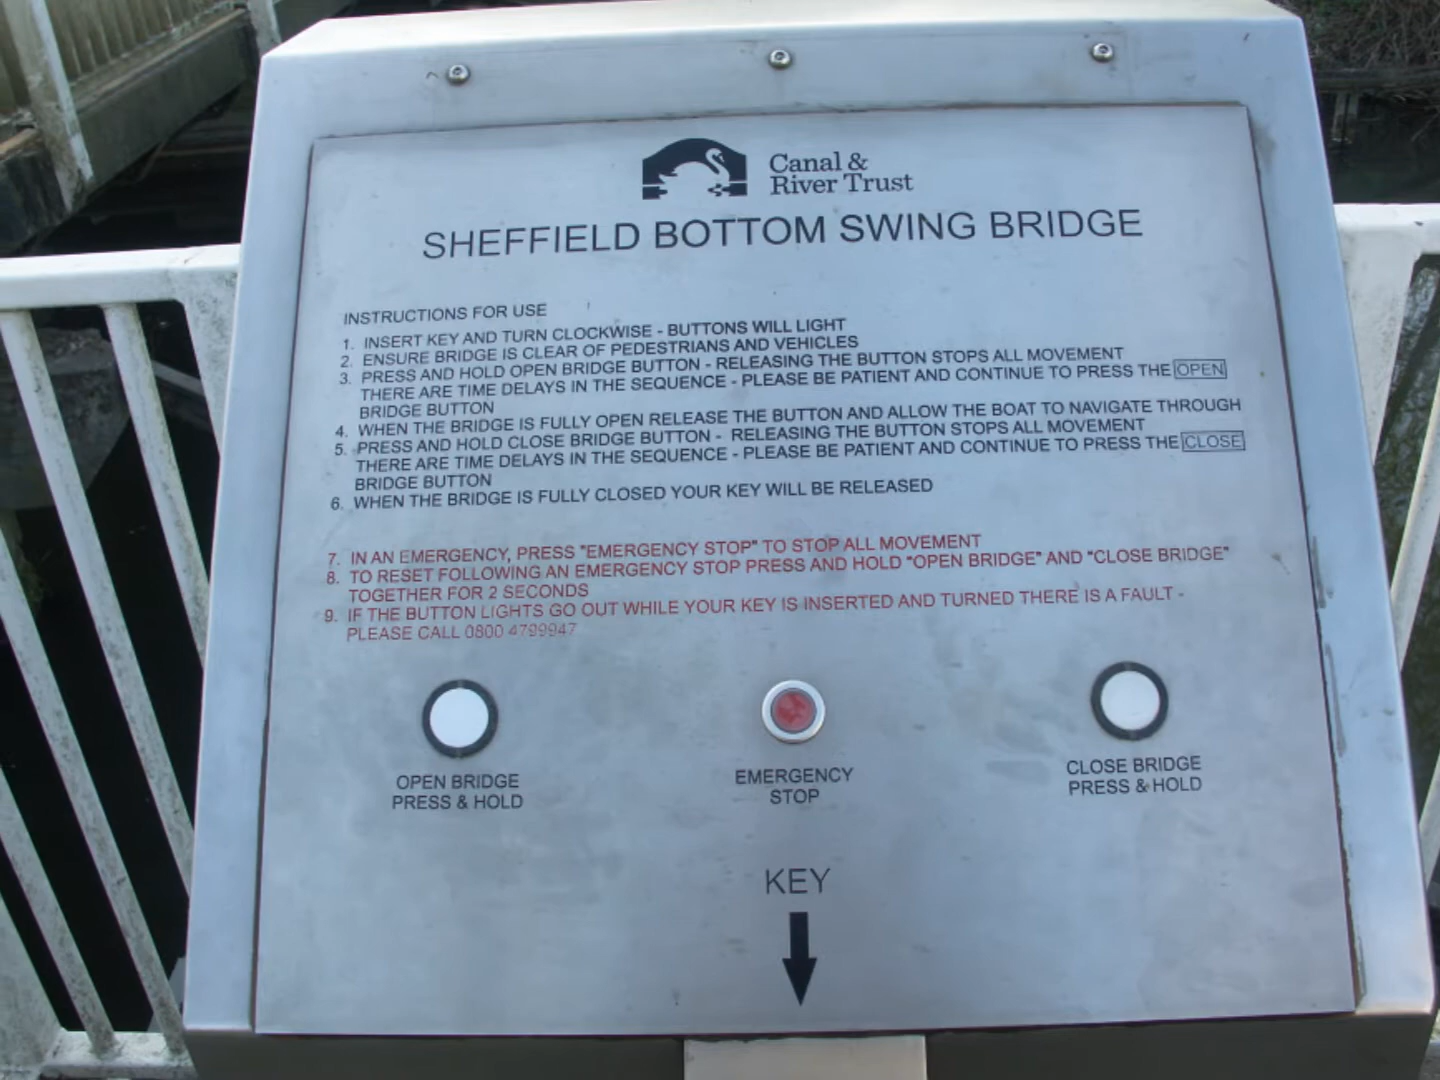 Canal &
River Trust
SHEFFIELD BOTTOM SWING BRIDGE
INSTRUCTIONS FOR USE
1. INSERT KEY AND TURN CLOCKWISE - BUTTONS WILL LIGHT
2. ENSURE BRIDGE IS CLEAR OF PEDESTRIANS AND VEHICLES
3. PRESS AND HOLD OPEN BRIDGE BUTTON - RELEASING THE BUTTON STOPS ALL MOVEMENT
THERE ARE TIME DELAYS IN THE SEQUENCE - PLEASE BE PATIENT AND CONTINUE TO PRESS THE OPEN
BRIDGE BUTTON
4. WHEN THE BRIDGE IS FULLY OPEN RELEASE THE BUTTON AND ALLOW THE BOAT TO NAVIGATE THROUGH
5. PRESS AND HOLD CLOSE BRIDGE BUTTON - RELEASING THE BUTTON STOPS ALL MOVEMENT
THERE ARE TIME DELAYS IN THE SEQUENCE - PLEASE BE PATIENT AND CONTINUE TO PRESS THE CLOSE
BRIDGE BUTTON
6. WHEN THE BRIDGE IS FULLY CLOSED YOUR KEY WILL BE RELEASED
7. IN AN EMERGENCY, PRESS "EMERGENCY STOP" TO STOP ALL MOVEMENT
8. TO RESET FOLLOWING AN EMERGENCY STOP PRESS AND HOLD "OPEN BRIDGE" AND "CLOSE BRIDGE"
TOGETHER FOR 2 SECONDS
9. IF THE BUTTON LIGHTS GO OUT WHILE YOUR KEY IS INSERTED AND TURNED THERE IS A FAULT -
PLEASE CALL 0800 4799947
OPEN BRIDGE
PRESS & HOLD
EMERGENCY
STOP
CLOSE BRIDGE
PRESS & HOLD
KEY